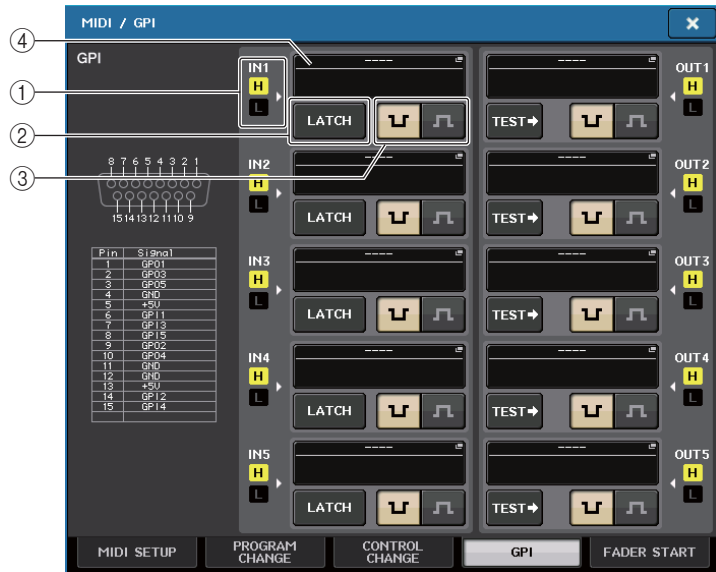 MIDI / GPI
×
GPI
8 7 6 5 4 3 2 1
15 14 13 12 11 10 9
Pin Signal
1 GPO1
2 GPO3
3 GPO5
4 GND
5 +5V
6 GPI1
7 GPI3
8 GPI5
9 GPO2
10 GPO4
11 GND
12 GND
13 +5V
14 GPI2
15 GPI4
④
①
②
③
IN1
H
L
----
LATCH
----
TEST
OUT1
H
L
IN2
H
L
----
LATCH
----
TEST
OUT2
H
L
IN3
H
L
----
LATCH
----
TEST
OUT3
H
L
IN4
H
L
----
LATCH
----
TEST
OUT4
H
L
IN5
H
L
----
LATCH
----
TEST
OUT5
H
L
MIDI SETUP
PROGRAM
CHANGE
CONTROL
CHANGE
GPI
FADER START